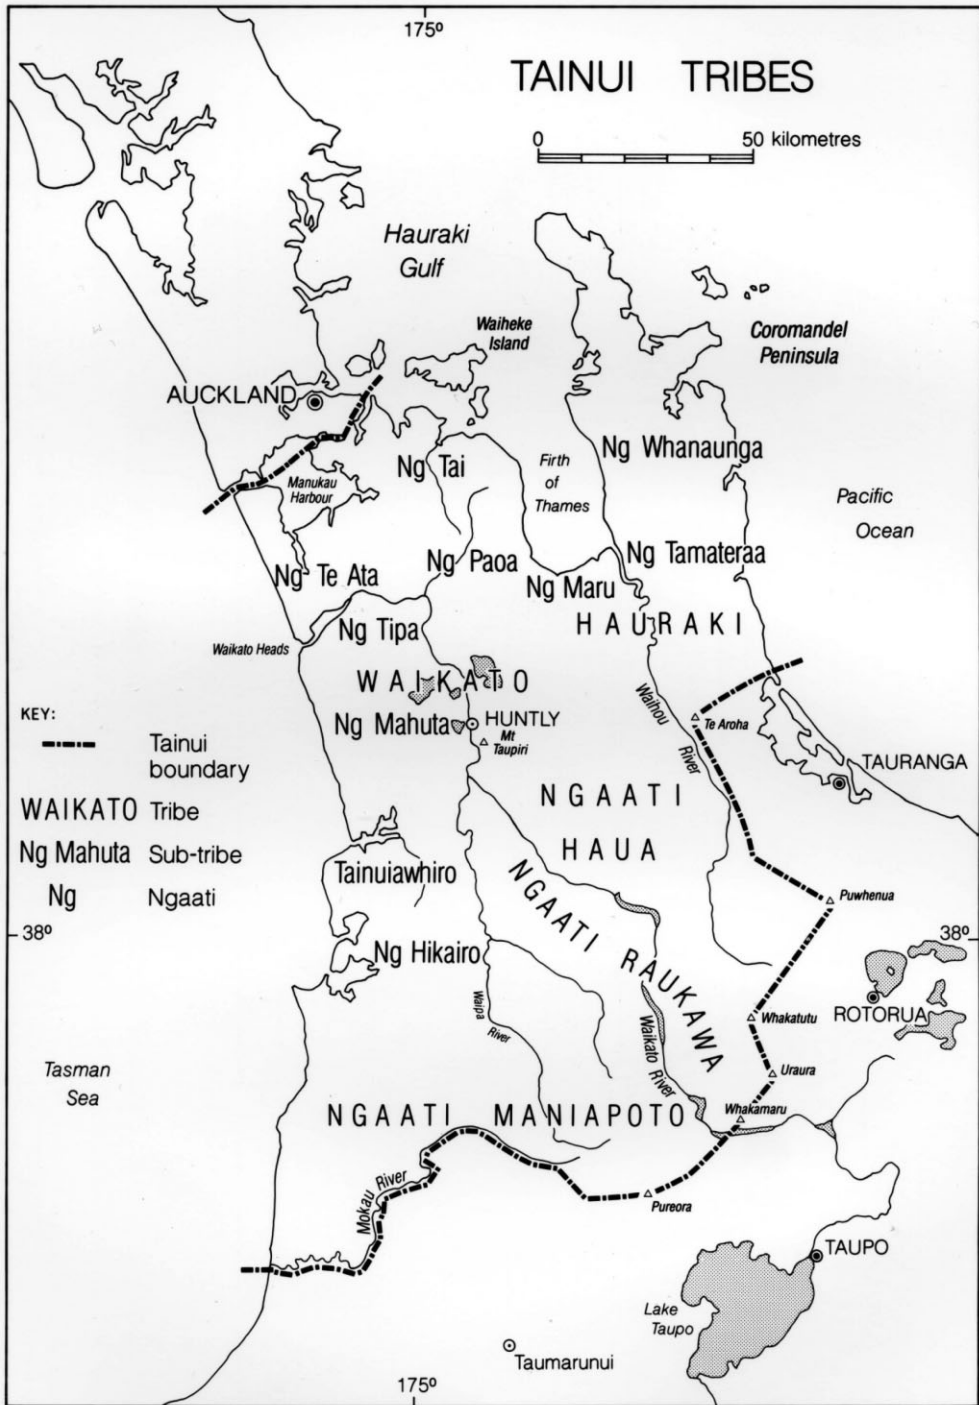 175º
TAINUI TRIBES
0 50 kilometres
Hauraki
Gulf
Waiheke
Island
Coromandel
Peninsula
AUCKLAND
Ng Whanaunga
Ng Tai
Firth
of
Thames
Manukau
Harbour
Pacific
Ocean
Ng Paoa
Ng Tamateraa
Ng Te Ata
Ng Maru
HAURAKI
Ng Tipa
Waikato Heads
WAIKATO
Ng Mahuta
HUNTLY
Mt
Taupiri
Waihou
River
Te Aroha
TAURANGA
KEY:
Tainui
boundary
WAIKATO Tribe
Ng Mahuta Sub-tribe
Ng Ngaati
NGAATI
HAUA
Tainuiawhiro
NGAATI RAUKAWA
Puwhenua
38º
38º
Ng Hikairo
Waipa
River
ROTORUA
Whakatutu
Waikato River
Uraura
Tasman
Sea
NGAATI MANIAPOTO
Whakamaru
Mokau River
Pureora
TAUPO
Lake
Taupo
Taumarunui
175º